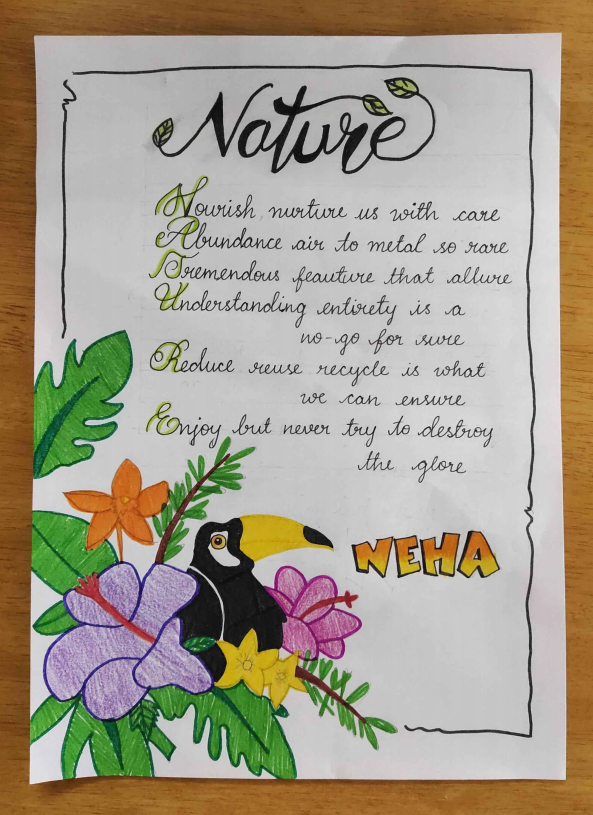 Nature
Nourish nurture us with care
Abundance air to metal so rare
Tremendous feauture that allure
Understanding entirety is a
no-go for sure
Reduce reuse recycle is what
we can ensure
Enjoy but never try to destroy
the glore
NEHA